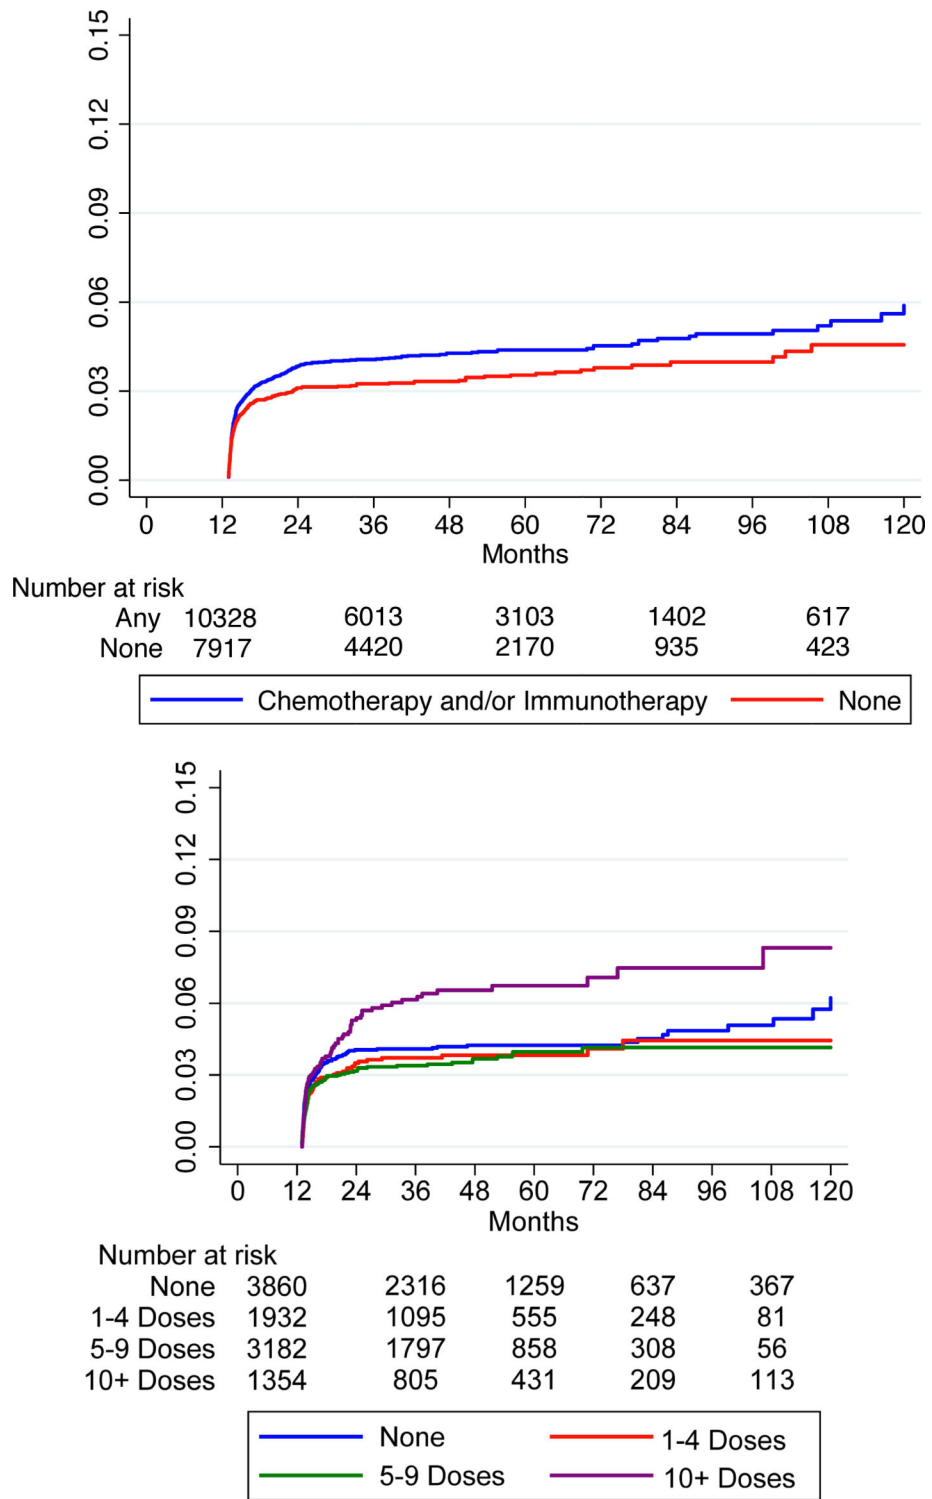 0.15
0.12
0.09
0.06
0.03
0.00
0 12 24 36 48 60 72 84 96 108 120
Months
Number at risk
Any 10328 6013 3103 1402 617
None 7917 4420 2170 935 423
Chemotherapy and/or Immunotherapy None
0.15
0.12
0.09
0.06
0.03
0.00
0 12 24 36 48 60 72 84 96 108 120
Months
Number at risk
None 3860 2316 1259 637 367
1-4 Doses 1932 1095 555 248 81
5-9 Doses 3182 1797 858 308 56
10+ Doses 1354 805 431 209 113
None 1-4 Doses
5-9 Doses 10+ Doses